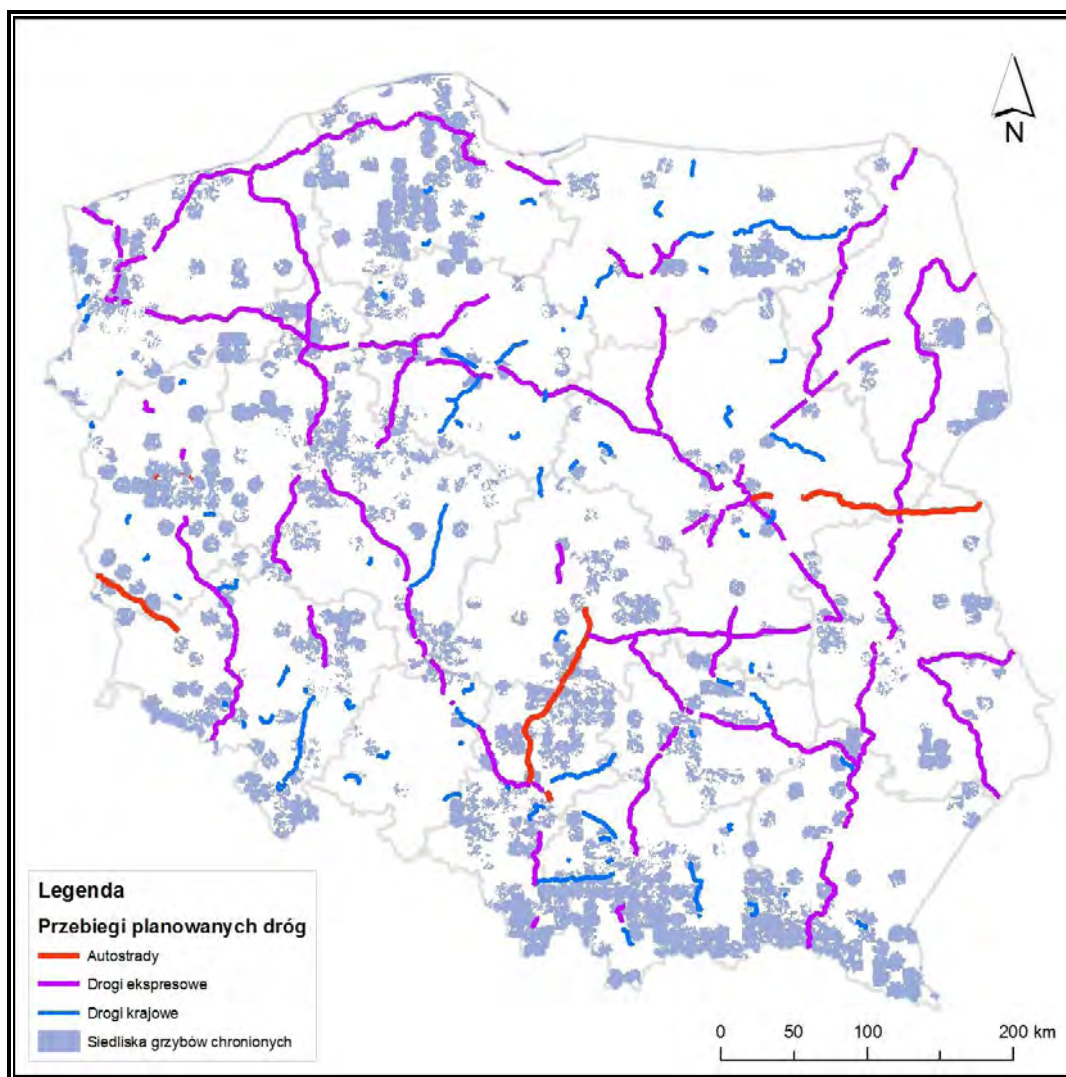 N
Legenda
Przebiegi planowanych dróg
Autostrady
Drogi ekspresowe
Drogi krajowe
Siedliska grzybów chronionych
0 50 100 200 km